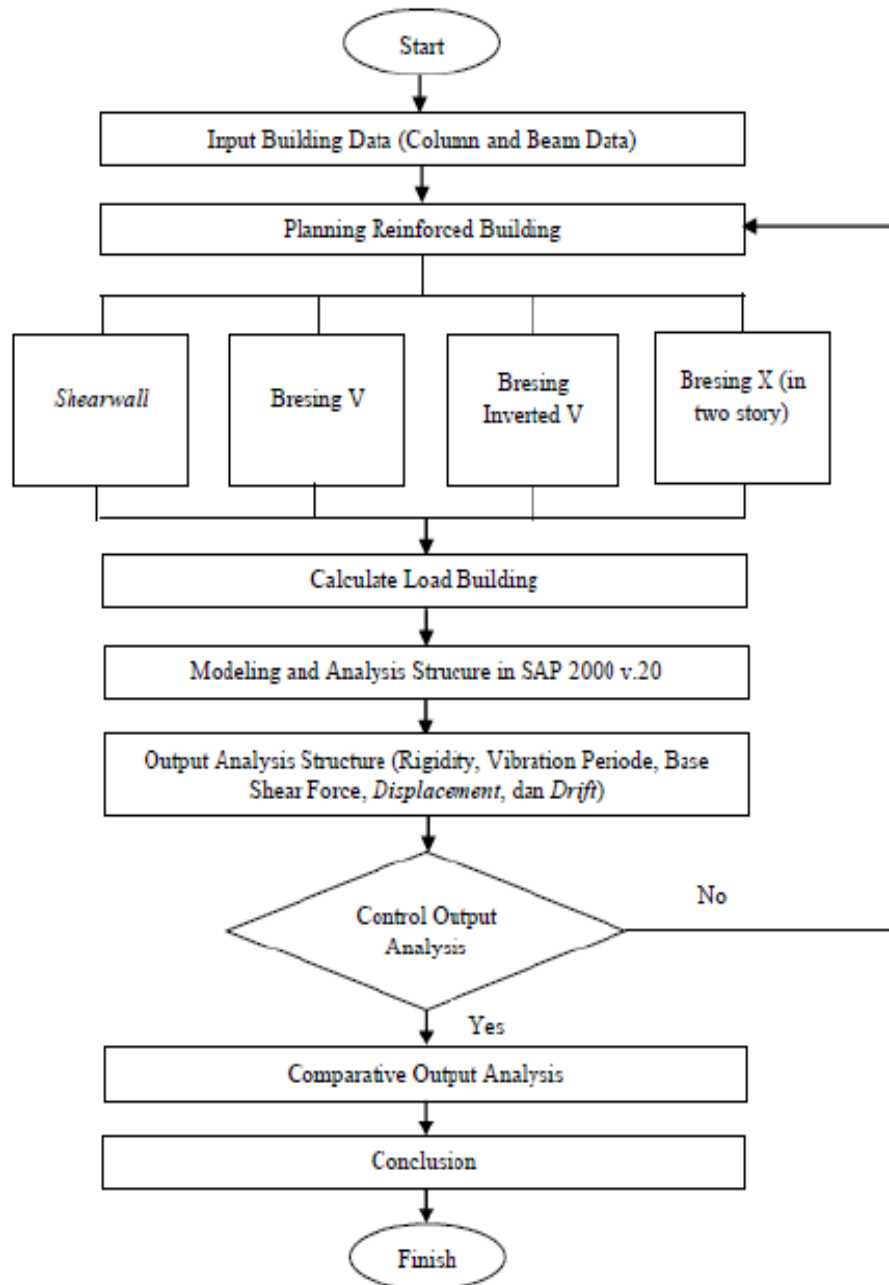 Start
Input Building Data (Column and Beam Data)
Planning Reinforced Building
Shearwall
Bresing V
Bresing
Inverted V
Bresing X (in
two story)
Calculate Load Building
Modeling and Analysis Strucure in SAP 2000 v.20
Output Analysis Structure (Rigidity, Vibration Periode, Base
Shear Force, Displacement, dan Drift)
Control Output
Analysis
No
Yes
Comparative Output Analysis
Conclusion
Finish